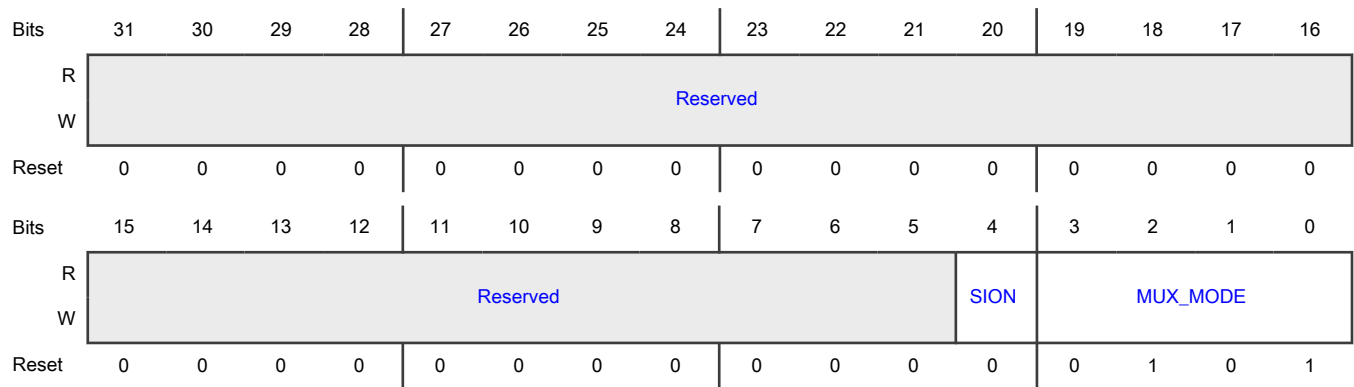 Bits 31 30 29 28 27 26 25 24 23 22 21 20 19 18 17 16
R
Reserved
W
Reset 0 0 0 0 0 0 0 0 0 0 0 0 0 0 0 0
Bits 15 14 13 12 11 10 9 8 7 6 5 4 3 2 1 0
R
Reserved SION MUX_MODE
W
Reset 0 0 0 0 0 0 0 0 0 0 0 0 0 1 0 1